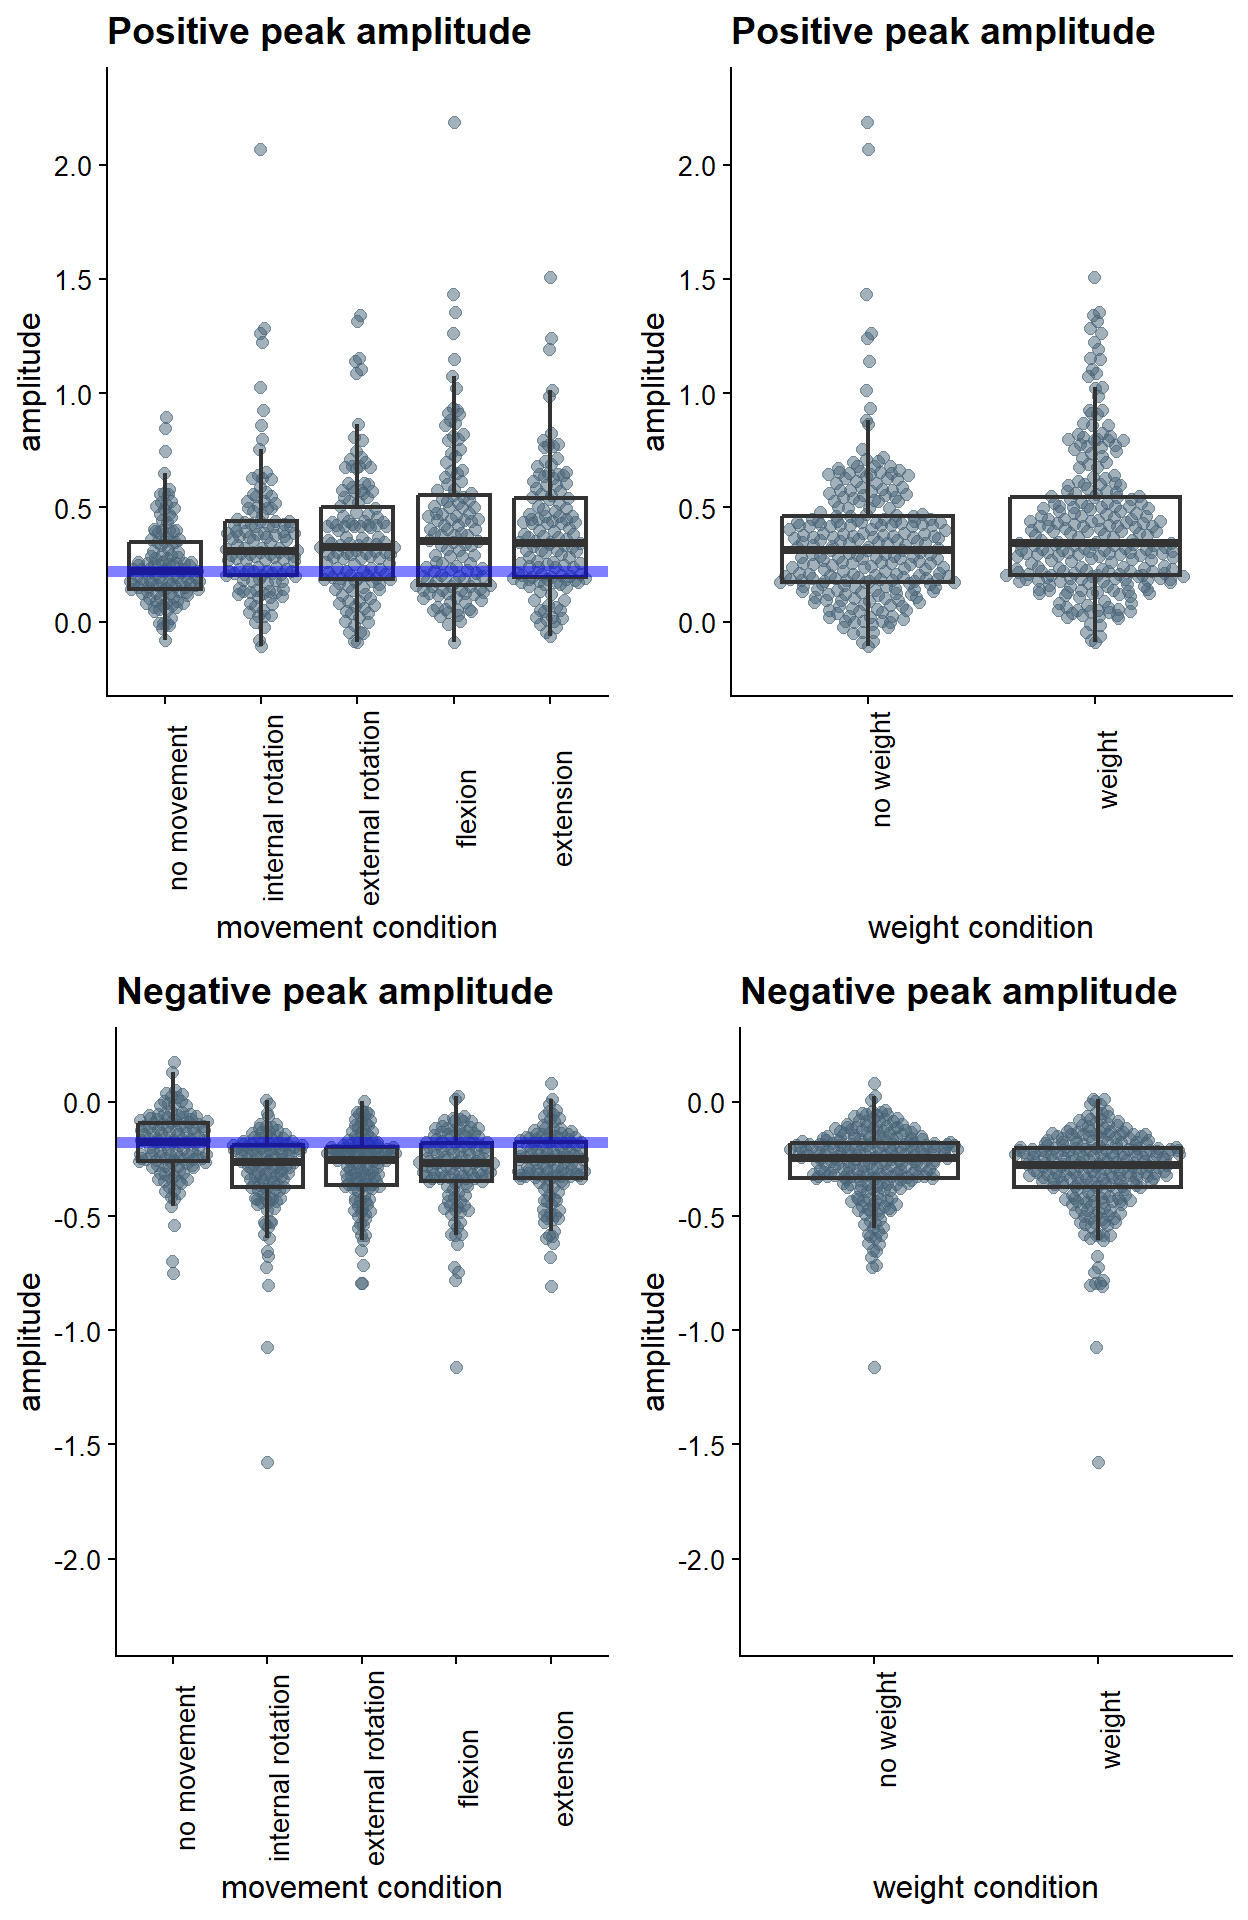 Positive peak amplitude
amplitude
2.0
1.5
1.0
0.5
0.0
no movement
internal rotation
external rotation
flexion
extension
movement condition
Positive peak amplitude
amplitude
2.0
1.5
1.0
0.5
0.0
no weight
weight
weight condition
Negative peak amplitude
amplitude
0.0
-0.5
-1.0
-1.5
-2.0
no movement
internal rotation
external rotation
flexion
extension
movement condition
Negative peak amplitude
amplitude
0.0
-0.5
-1.0
-1.5
-2.0
no weight
weight
weight condition